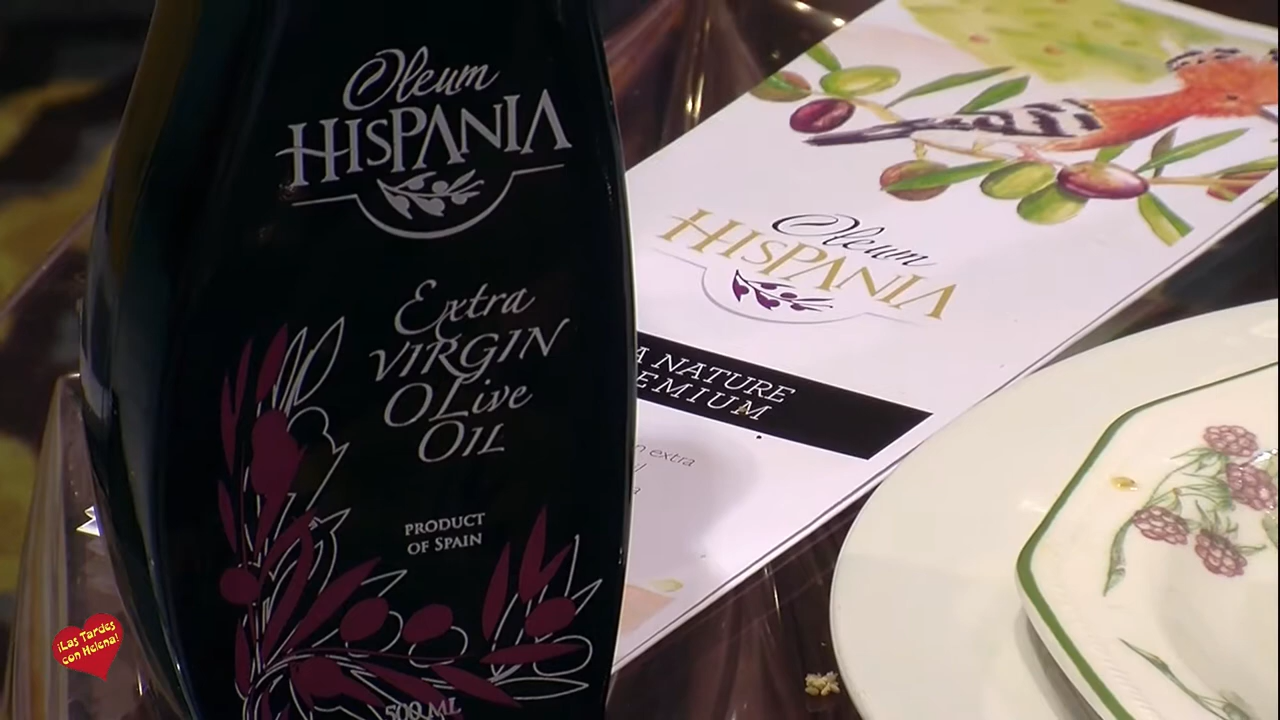 Oleum
HISPANIA
Extra
VIRGIN
OLive
OIL
PRODUCT
OF SPAIN
500 ML
Oleum
HISPANIA
A NATURE
EMIUM
extra
¡Las Tardes
con Helena!